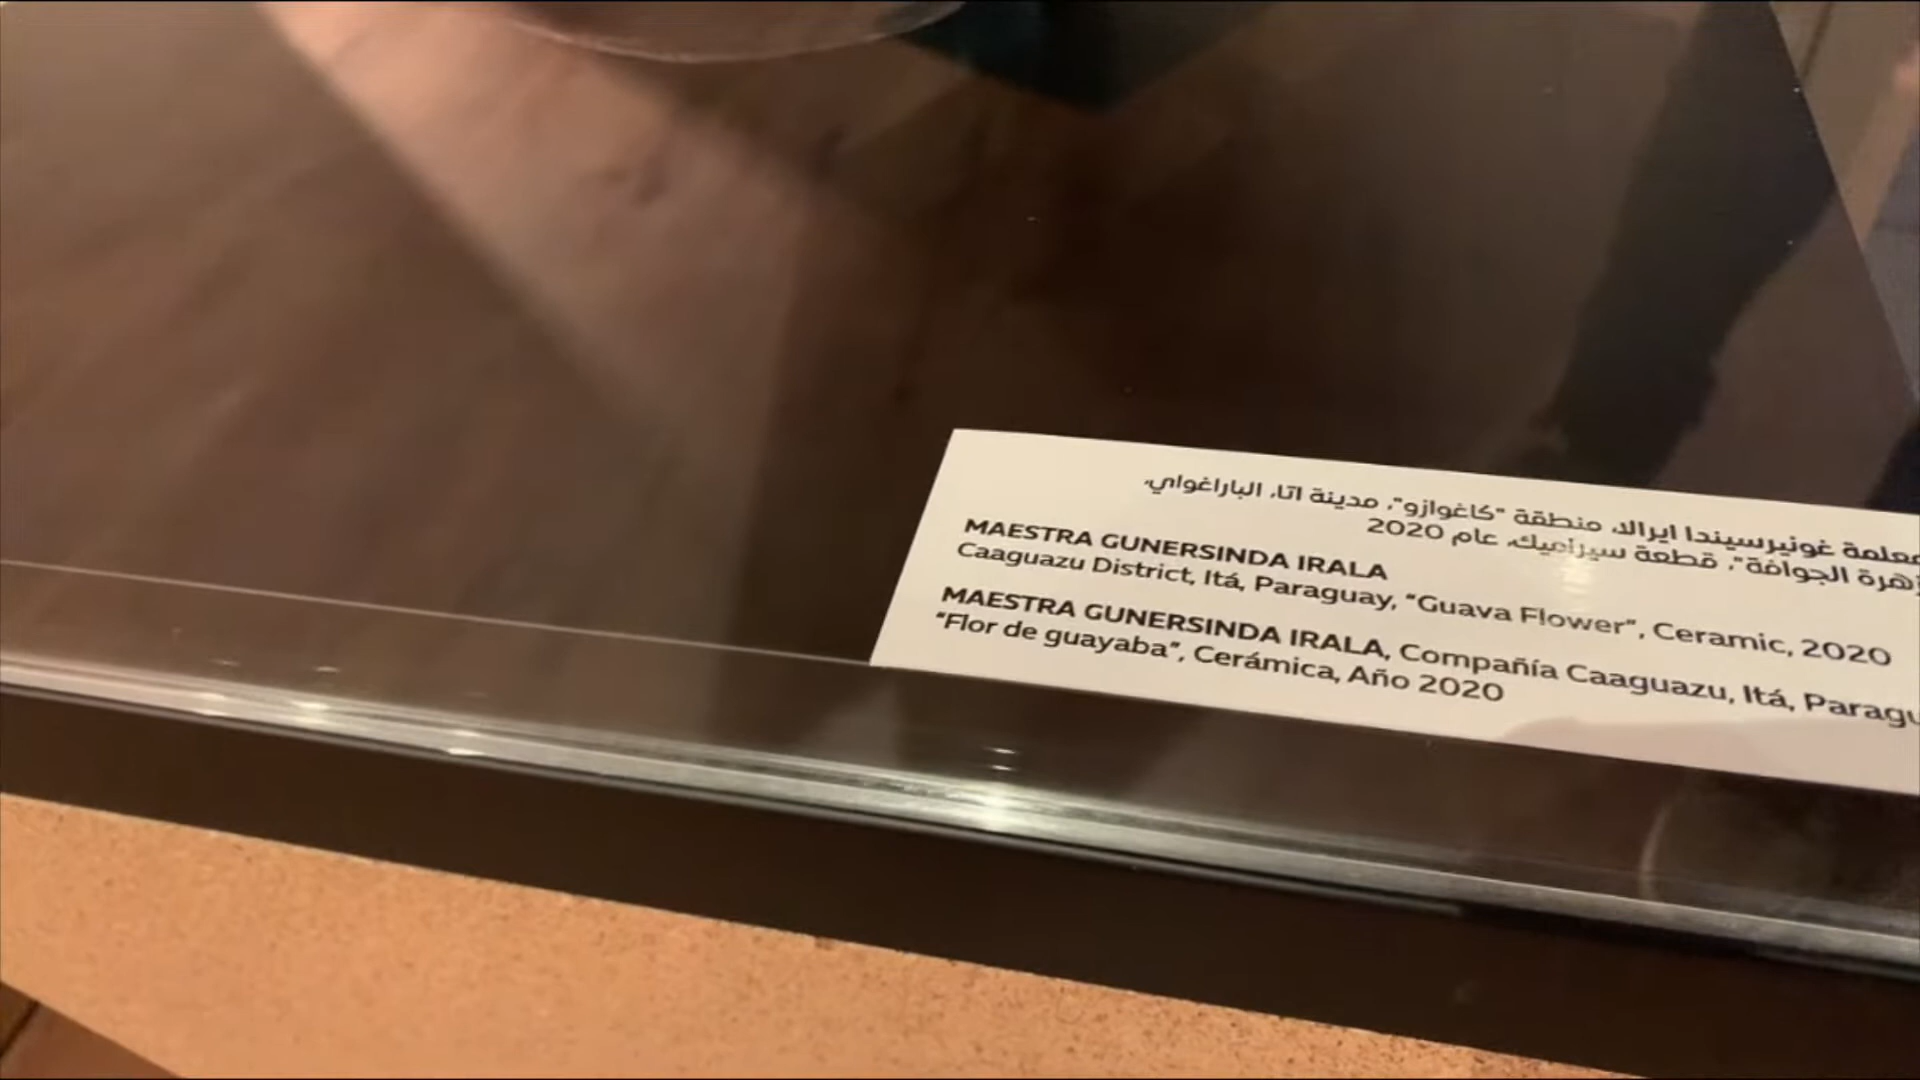 معلمة غونيرسيندا ايرالا، منطقة "كاغوازو"، مدينة اتا، الباراغواي،
زهرة الجوافة"، قطعة سيراميك، عام 2020
MAESTRA GUNERSINDA IRALA
Caaguazu District, Itá, Paraguay, “Guava Flower”, Ceramic, 2020
MAESTRA GUNERSINDA IRALA, Compañía Caaguazu, Itá, Paragu
“Flor de guayaba”, Cerámica, Año 2020